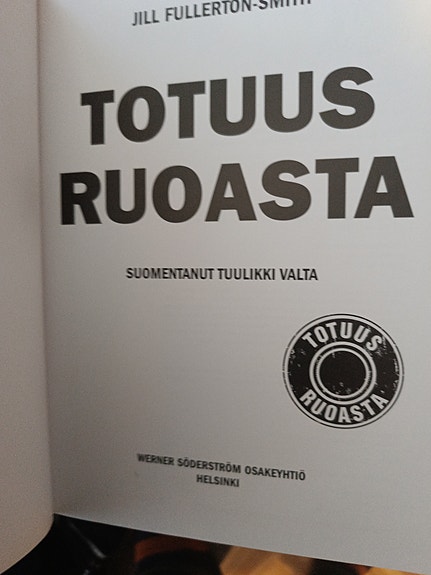 JILL FULLERTON-SMITH
TOTUUS
RUOASTA
SUOMENTANUT TUULIKKI VALTA
TOTUUS
RUOASTA
WERNER SÖDERSTRÖM OSAKEYHTIÖ
HELSINKI